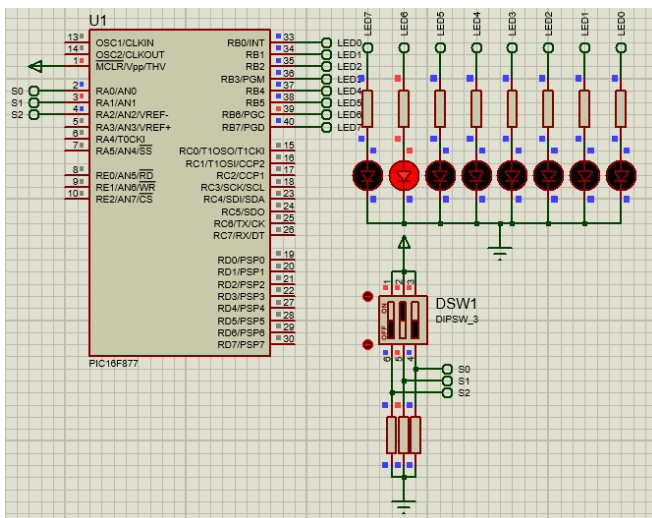 U1
13 OSC1/CLKIN RB0/INT 33 LED0
14 OSC2/CLKOUT RB1 34 LED1
1 MCLR/Vpp/THV RB2 35 LED2
RB3/PGM 36 LED3
S0 2 RA0/AN0 RB4 37 LED4
S1 3 RA1/AN1 RB5 38 LED5
S2 4 RA2/AN2/VREF- RB6/PGC 39 LED6
5 RA3/AN3/VREF+ RB7/PGD 40 LED7
6 RA4/T0CKI
7 RA5/AN4/SS RC0/T1OSO/T1CKI 15
RC1/T1OSI/CCP2 16
8 RE0/AN5/RD RC2/CCP1 17
9 RE1/AN6/WR RC3/SCK/SCL 18
10 RE2/AN7/CS RC4/SDI/SDA 23
RC5/SDO 24
RC6/TX/CK 25
RC7/RX/DT 26
RD0/PSP0 19
RD1/PSP1 20
RD2/PSP2 21
RD3/PSP3 22
RD4/PSP4 27
RD5/PSP5 28
RD6/PSP6 29
RD7/PSP7 30
PIC16F877
LED7 LED6 LED5 LED4 LED3 LED2 LED1 LED0
1 2 3
ON
OFF
DSW1
DIPSW_3
6 5 4
S0
S1
S2